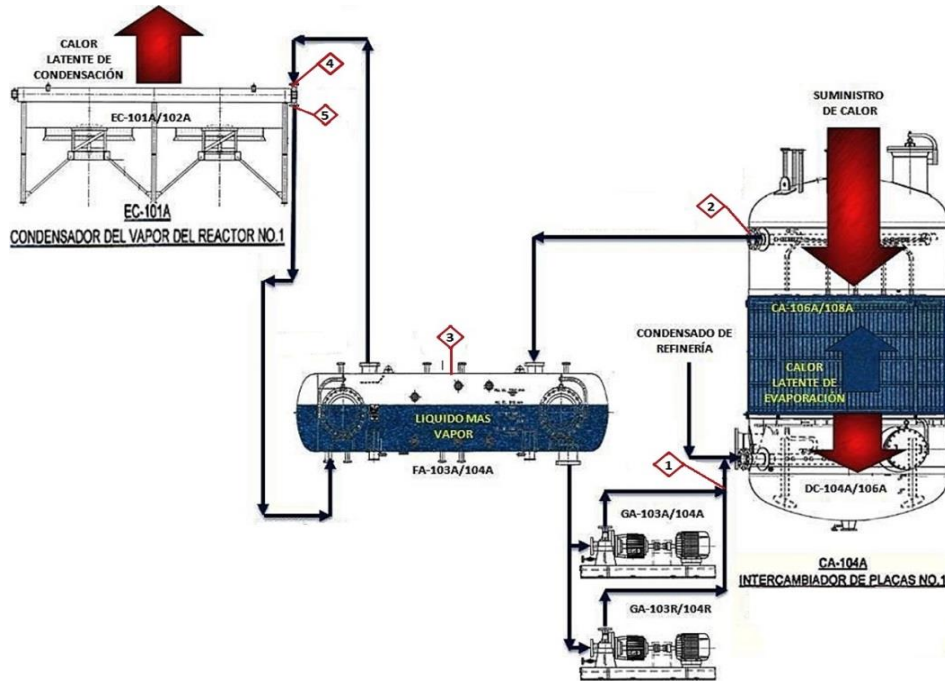 CALOR
LATENTE DE
CONDENSACIÓN
4
5
EC-101A/102A
EC-101A
CONDENSADOR DEL VAPOR DEL REACTOR NO.1
SUMINISTRO
DE CALOR
2
CA-106A/108A
CONDENSADO DE
REFINERÍA
CALOR
LATENTE DE
EVAPORACIÓN
3
LIQUIDO MAS
VAPOR
FA-103A/104A
1
DC-104A/106A
GA-103A/104A
CA-104A
INTERCAMBIADOR DE PLACAS NO.1
GA-103R/104R